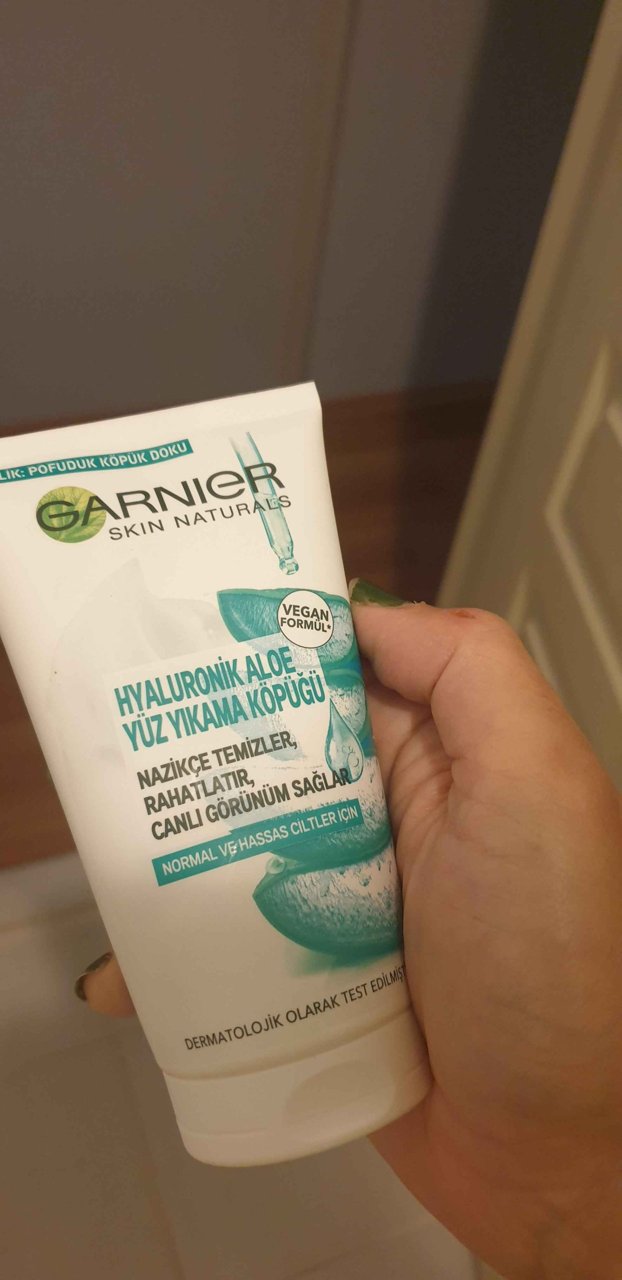 LIK: POFUDUK KÖPÜK DOKU
GARNIER
SKIN NATURALS
VEGAN
FORMÜL*
HYALURONİK ALOE
YÜZ YIKAMA KÖPÜĞÜ
NAZİKÇE TEMİZLER,
RAHATLATIR,
CANLI GÖRÜNÜM SAĞLAR
NORMAL VE HASSAS CİLTLER İÇİN
DERMATOLOJİK OLARAK TEST EDİLMİŞT